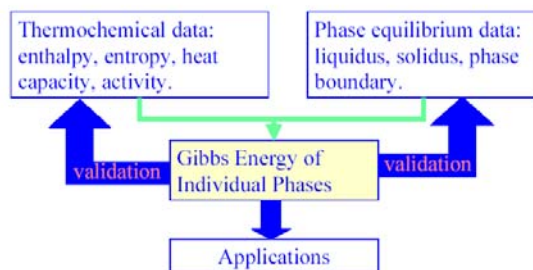 Thermochemical data:
enthalpy, entropy, heat
capacity, activity.
Phase equilibrium data:
liquidus, solidus, phase
boundary.
validation
Gibbs Energy of
Individual Phases
validation
Applications